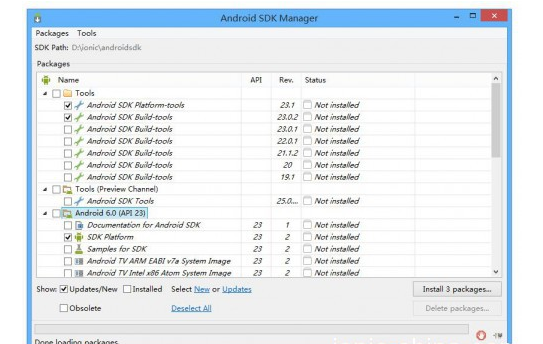 Android SDK Manager
Packages Tools
SDK Path: D:\ionic\androidsdk
Packages
Name API Rev. Status
Tools
Android SDK Platform-tools 23.1 Not installed
Android SDK Build-tools 23.0.2 Not installed
Android SDK Build-tools 23.0.1 Not installed
Android SDK Build-tools 22.0.1 Not installed
Android SDK Build-tools 21.1.2 Not installed
Android SDK Build-tools 20 Not installed
Android SDK Build-tools 19.1 Not installed
Tools (Preview Channel)
Android SDK Tools 25.0.... Not installed
Android 6.0 (API 23)
Documentation for Android SDK 23 1 Not installed
SDK Platform 23 2 Not installed
Samples for SDK 23 2 Not installed
Android TV ARM EABI v7a System Image 23 2 Not installed
Android TV Intel x86 Atom System Image 23 2 Not installed
Show: Updates/New Installed Select New or Updates Install 3 packages...
Obsolete Deselect All Delete packages...
Done loading packages.